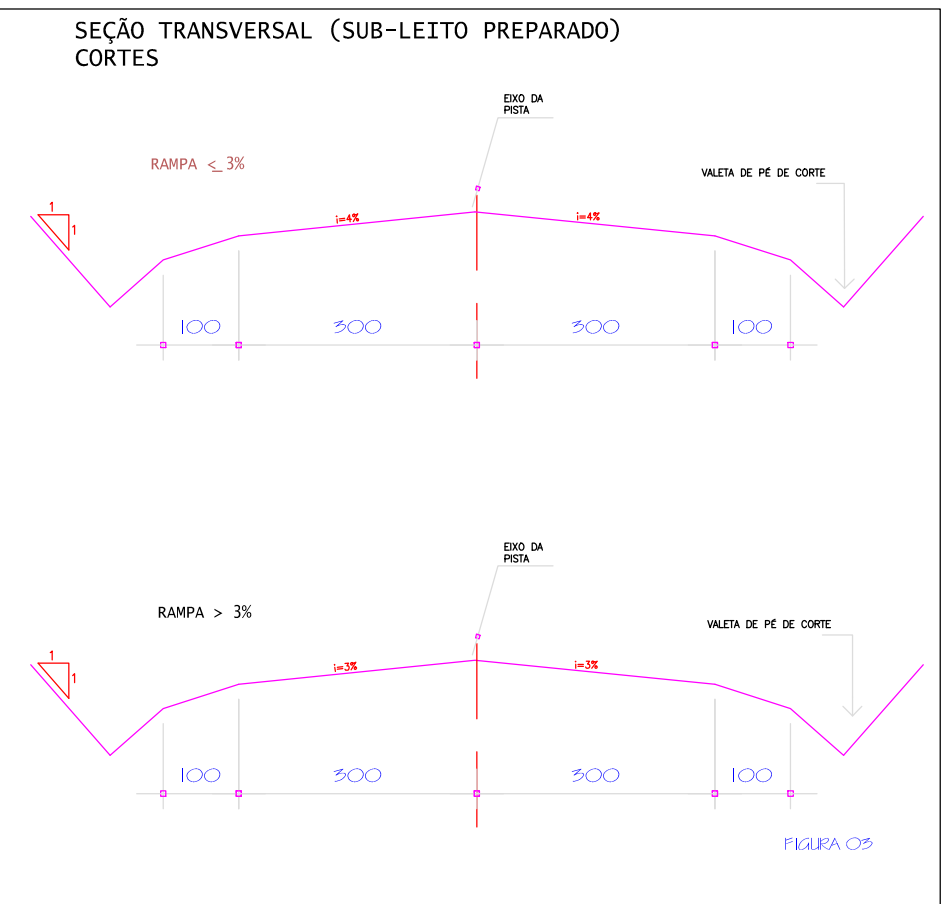 SEÇÃO TRANSVERSAL (SUB-LEITO PREPARADO)
CORTES
EIXO DA
PISTA
RAMPA ≤ 3%
VALETA DE PÉ DE CORTE
1
1
i=4%
i=4%
100
300
300
100
EIXO DA
PISTA
RAMPA > 3%
VALETA DE PÉ DE CORTE
1
1
i=3%
i=3%
100
300
300
100
FIGURA 03